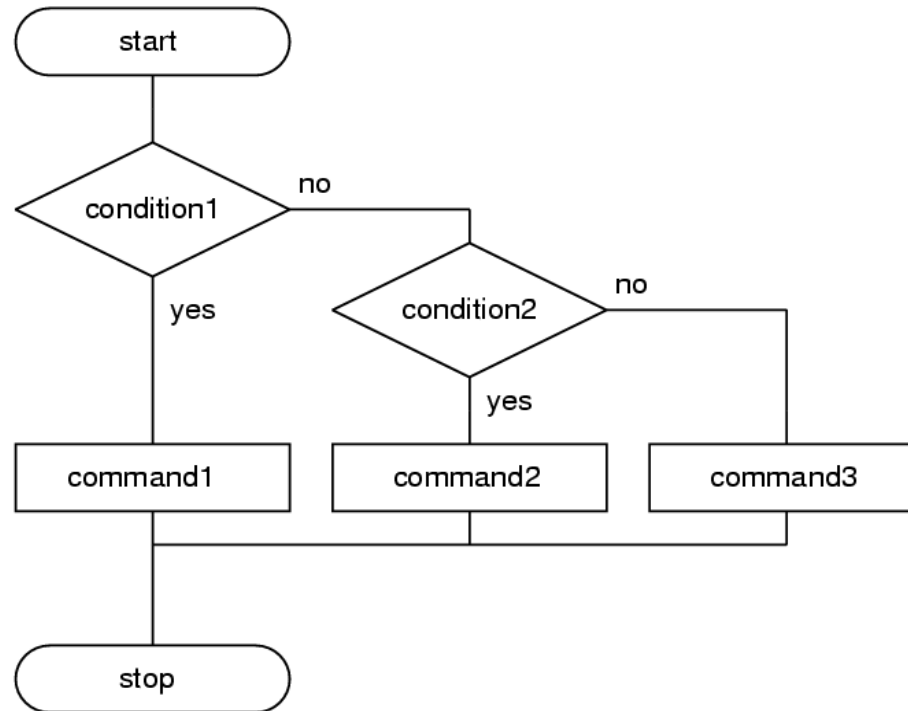 start
condition1
no
yes
condition2
no
yes
command1
command2
command3
stop